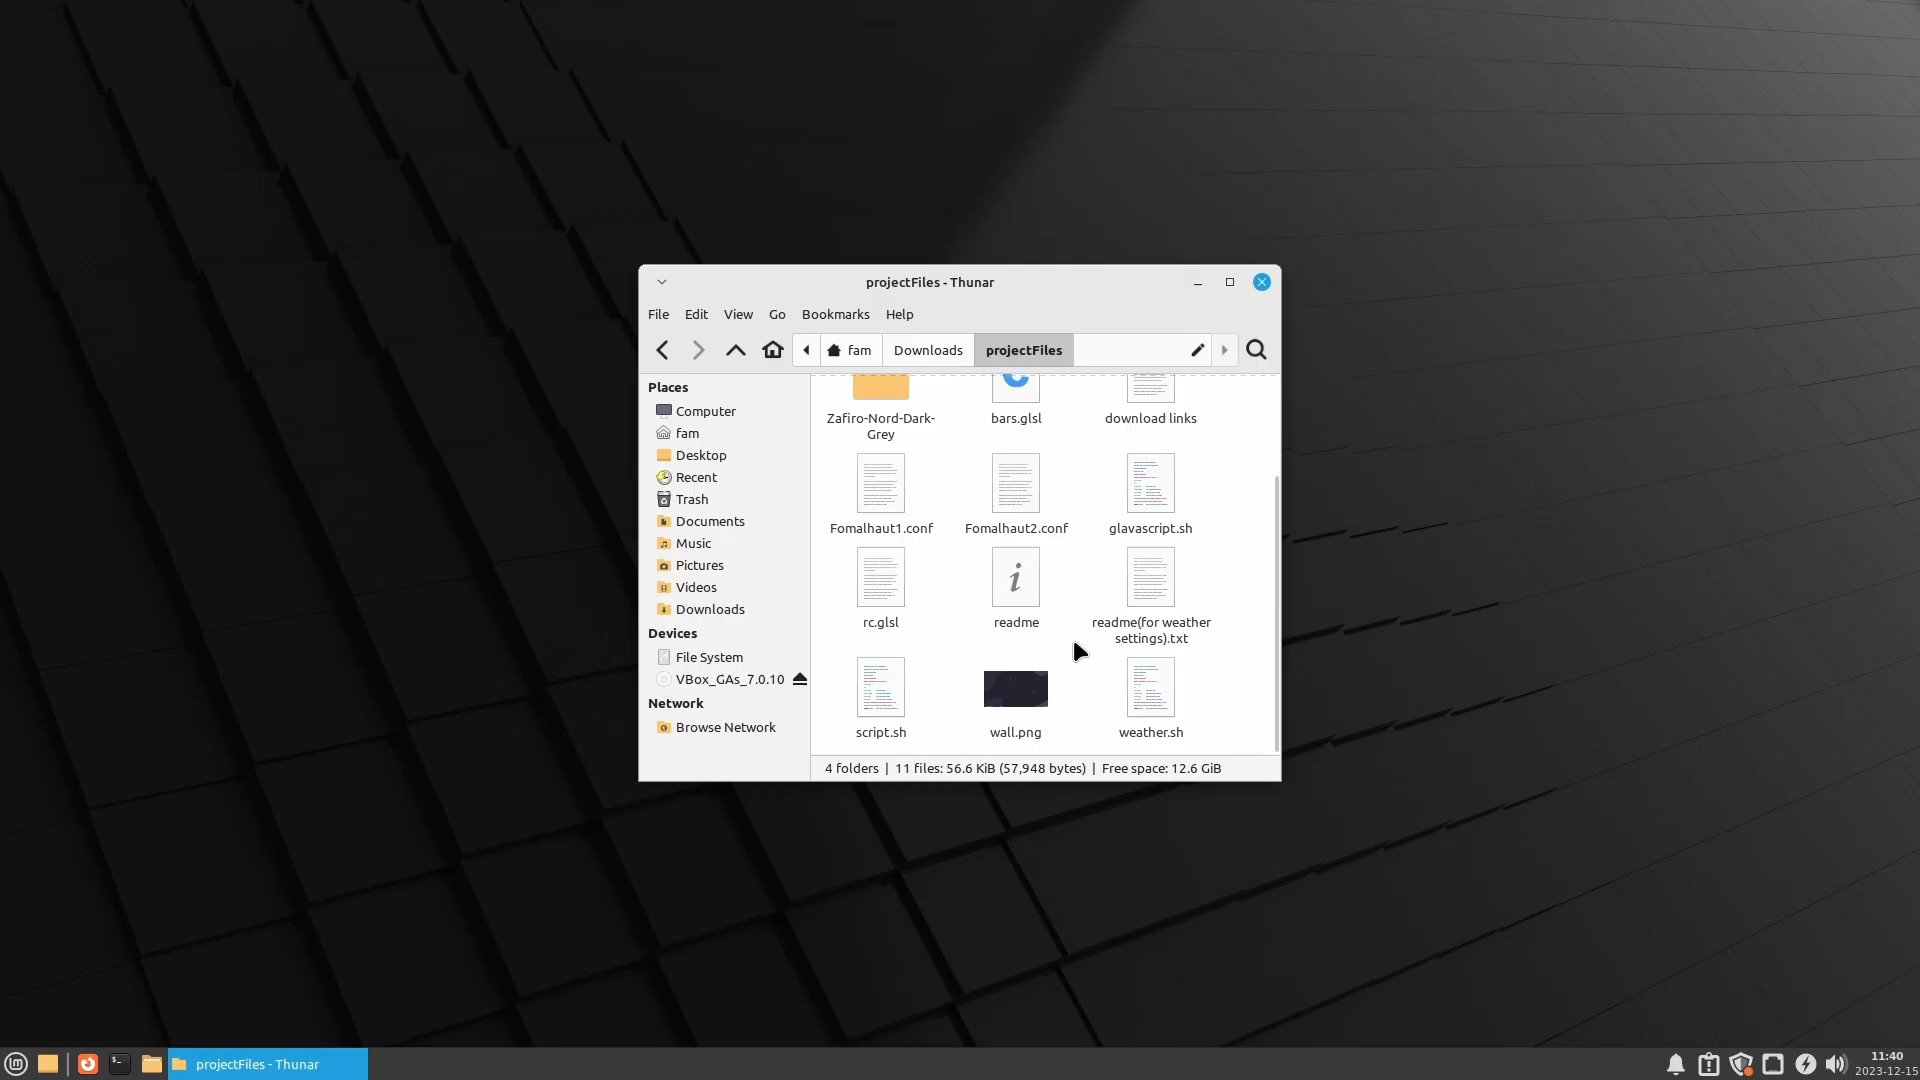 projectFiles - Thunar
File Edit View Go Bookmarks Help
fam Downloads projectFiles
Places
Computer
fam
Desktop
Recent
Trash
Documents
Music
Pictures
Videos
Downloads
Devices
File System
VBox_GAs_7.0.10
Network
Browse Network
Zafiro-Nord-Dark-
Grey
bars.glsl
download links
Fomalhaut1.conf
Fomalhaut2.conf
glavascript.sh
rc.glsl
readme
readme(for weather
settings).txt
script.sh
wall.png
weather.sh
4 folders | 11 files: 56.6 KiB (57,948 bytes) | Free space: 12.6 GiB
projectFiles - Thunar
11:40
2023-12-15